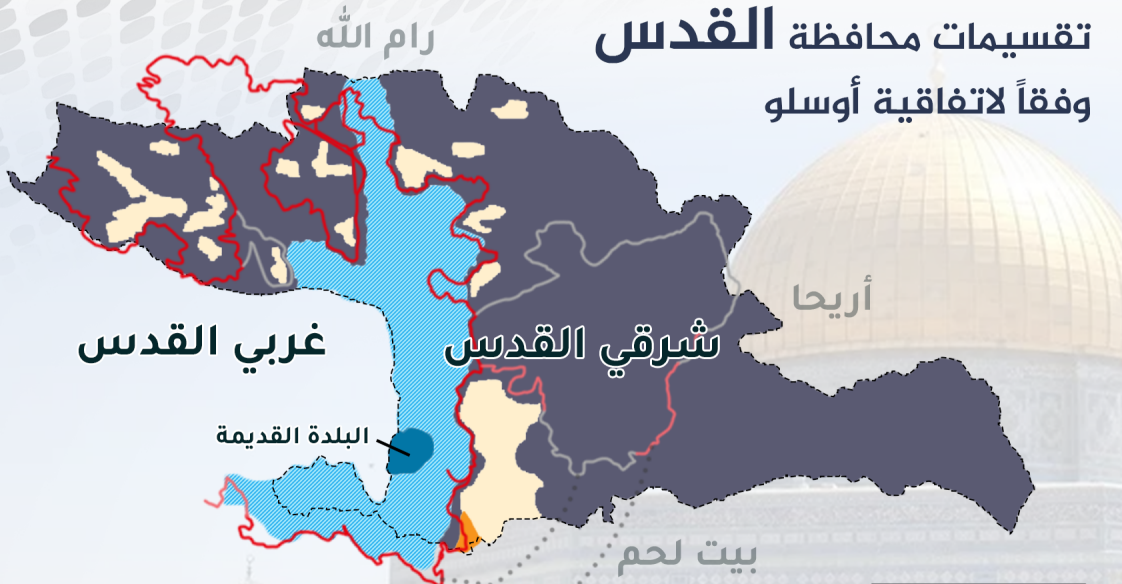 تقسيمات محافظة القدس
وفقاً لاتفاقية أوسلو
رام الله
أريحا
غربي القدس
شرقي القدس
البلدة القديمة
بيت لحم